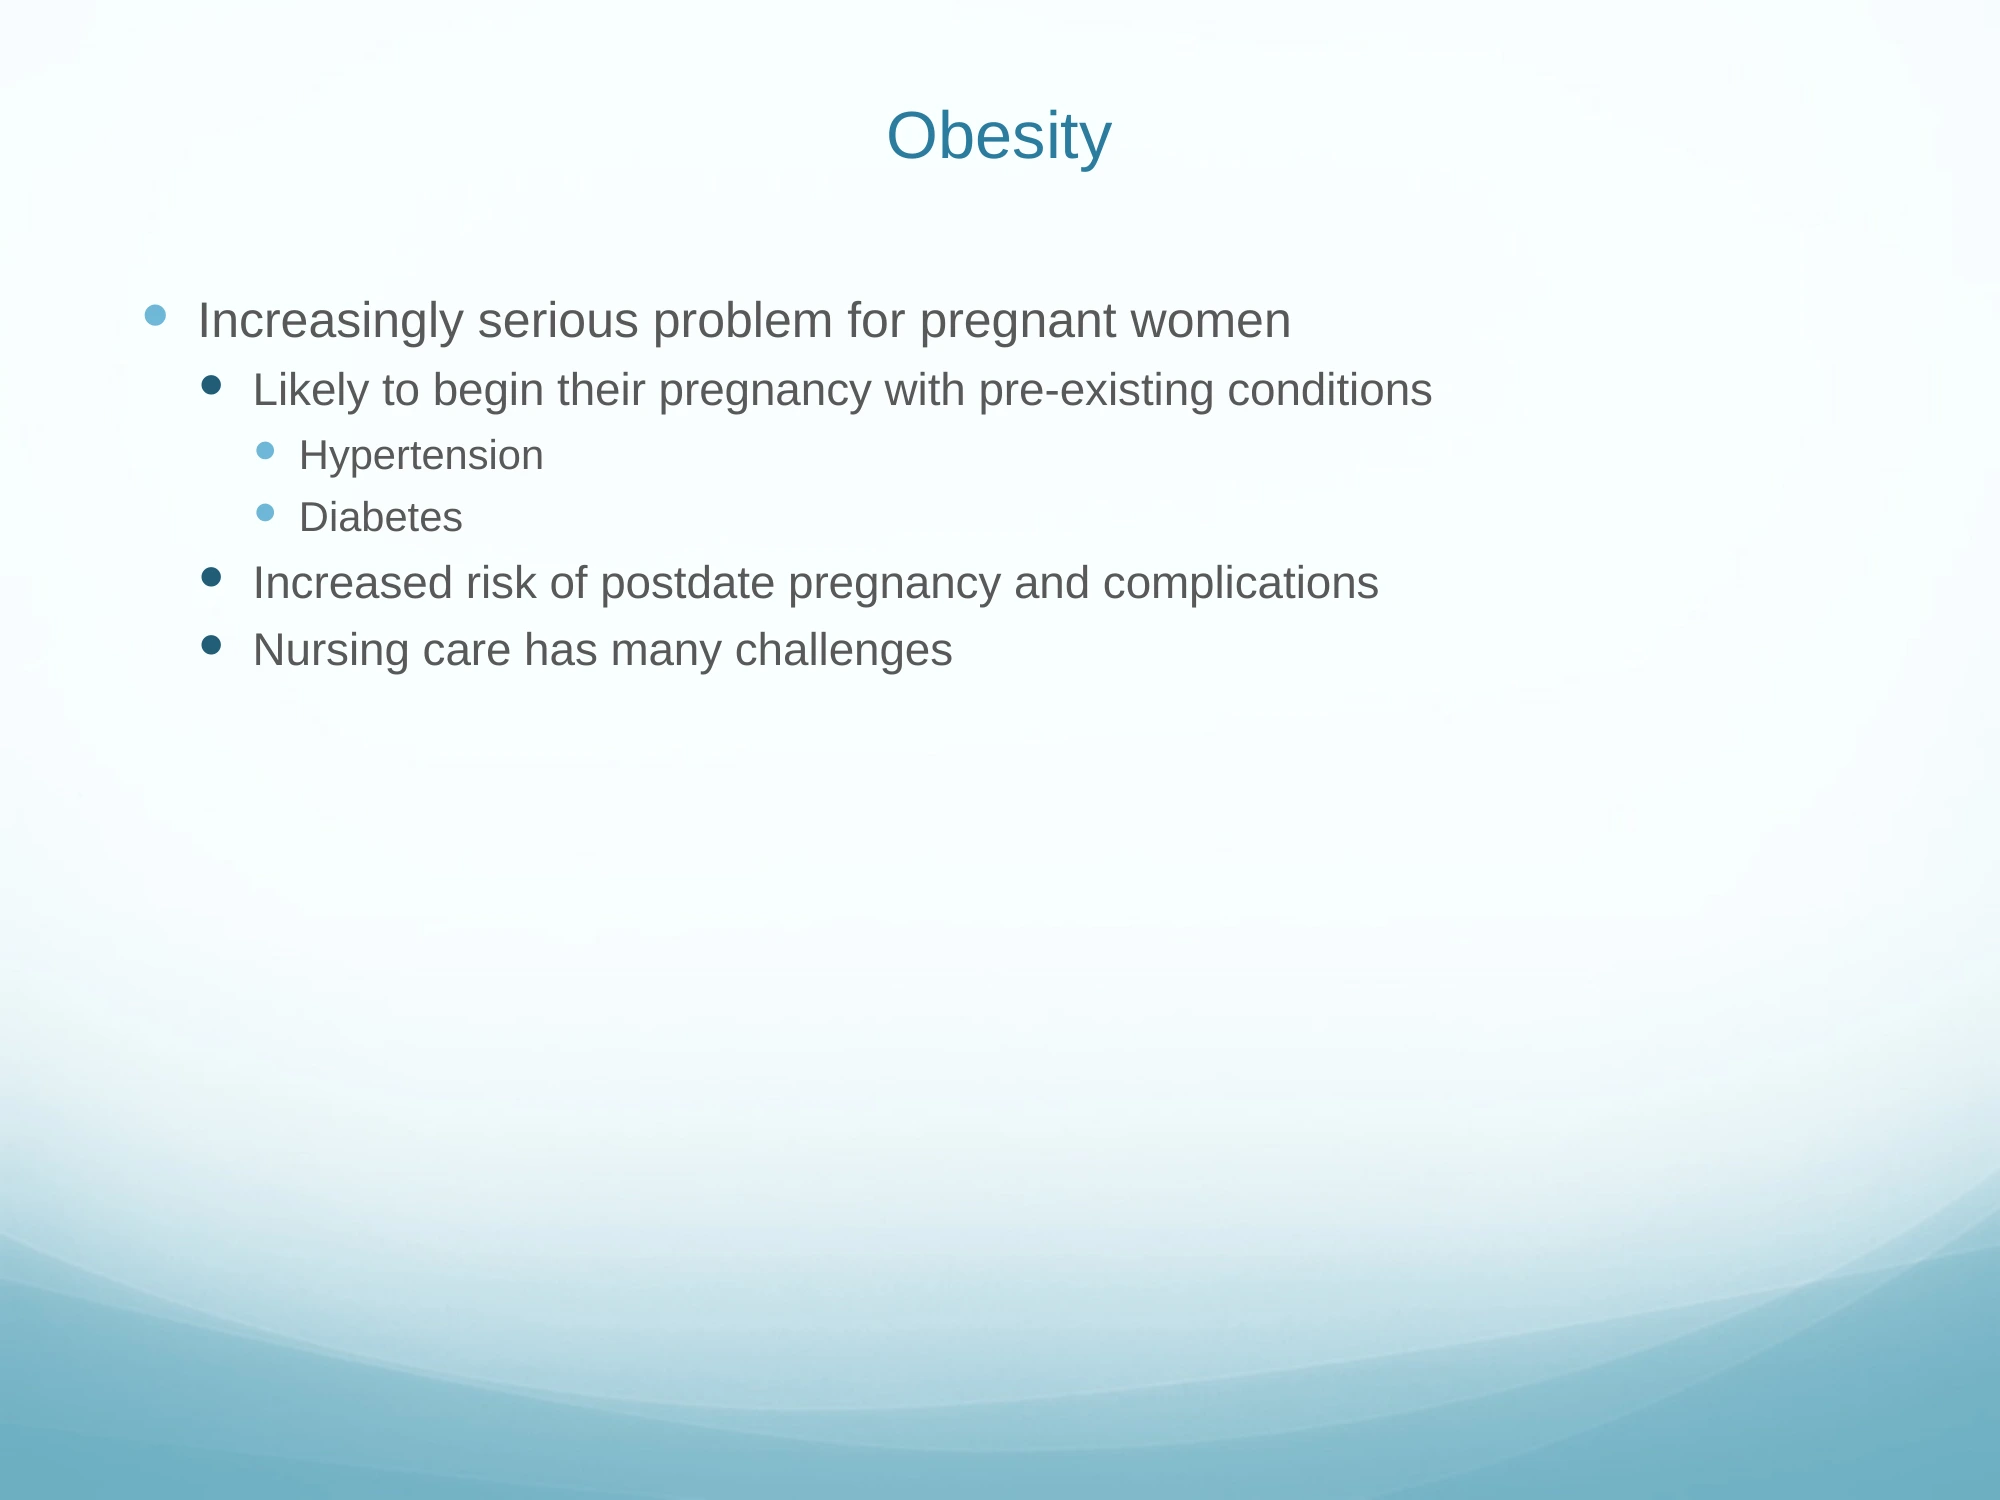 Obesity
Increasingly serious problem for pregnant women
Likely to begin their pregnancy with pre-existing conditions
Hypertension
Diabetes
Increased risk of postdate pregnancy and complications
Nursing care has many challenges